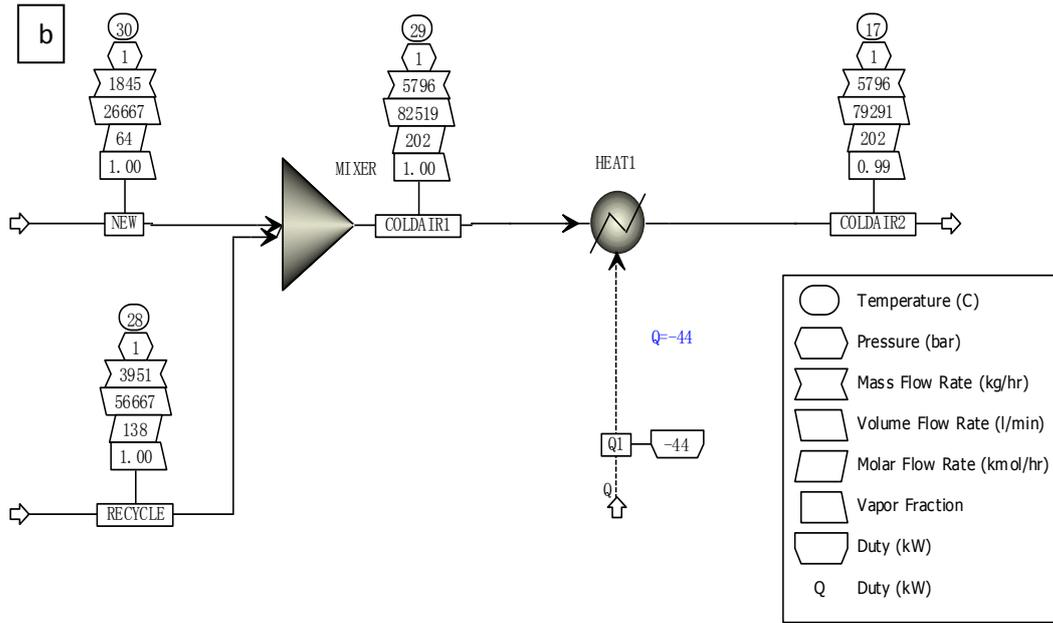 b
30
1
1845
26667
64
1.00
NEW
29
1
5796
82519
202
1.00
COLDAIR1
MIXER
HEAT1
17
1
5796
79291
202
0.99
COLDAIR2
28
1
3951
56667
138
1.00
RECYCLE
Q=-44
Q1
-44
Q
Temperature (C)
Pressure (bar)
Mass Flow Rate (kg/hr)
Volume Flow Rate (l/min)
Molar Flow Rate (kmol/hr)
Vapor Fraction
Duty (kW)
Q Duty (kW)